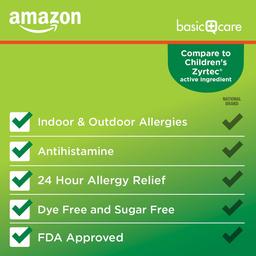 amazon
basic care
Compare to
Children's
Zyrtec®
active ingredient
NATIONAL
BRAND
Indoor & Outdoor Allergies
Antihistamine
24 Hour Allergy Relief
Dye Free and Sugar Free
FDA Approved